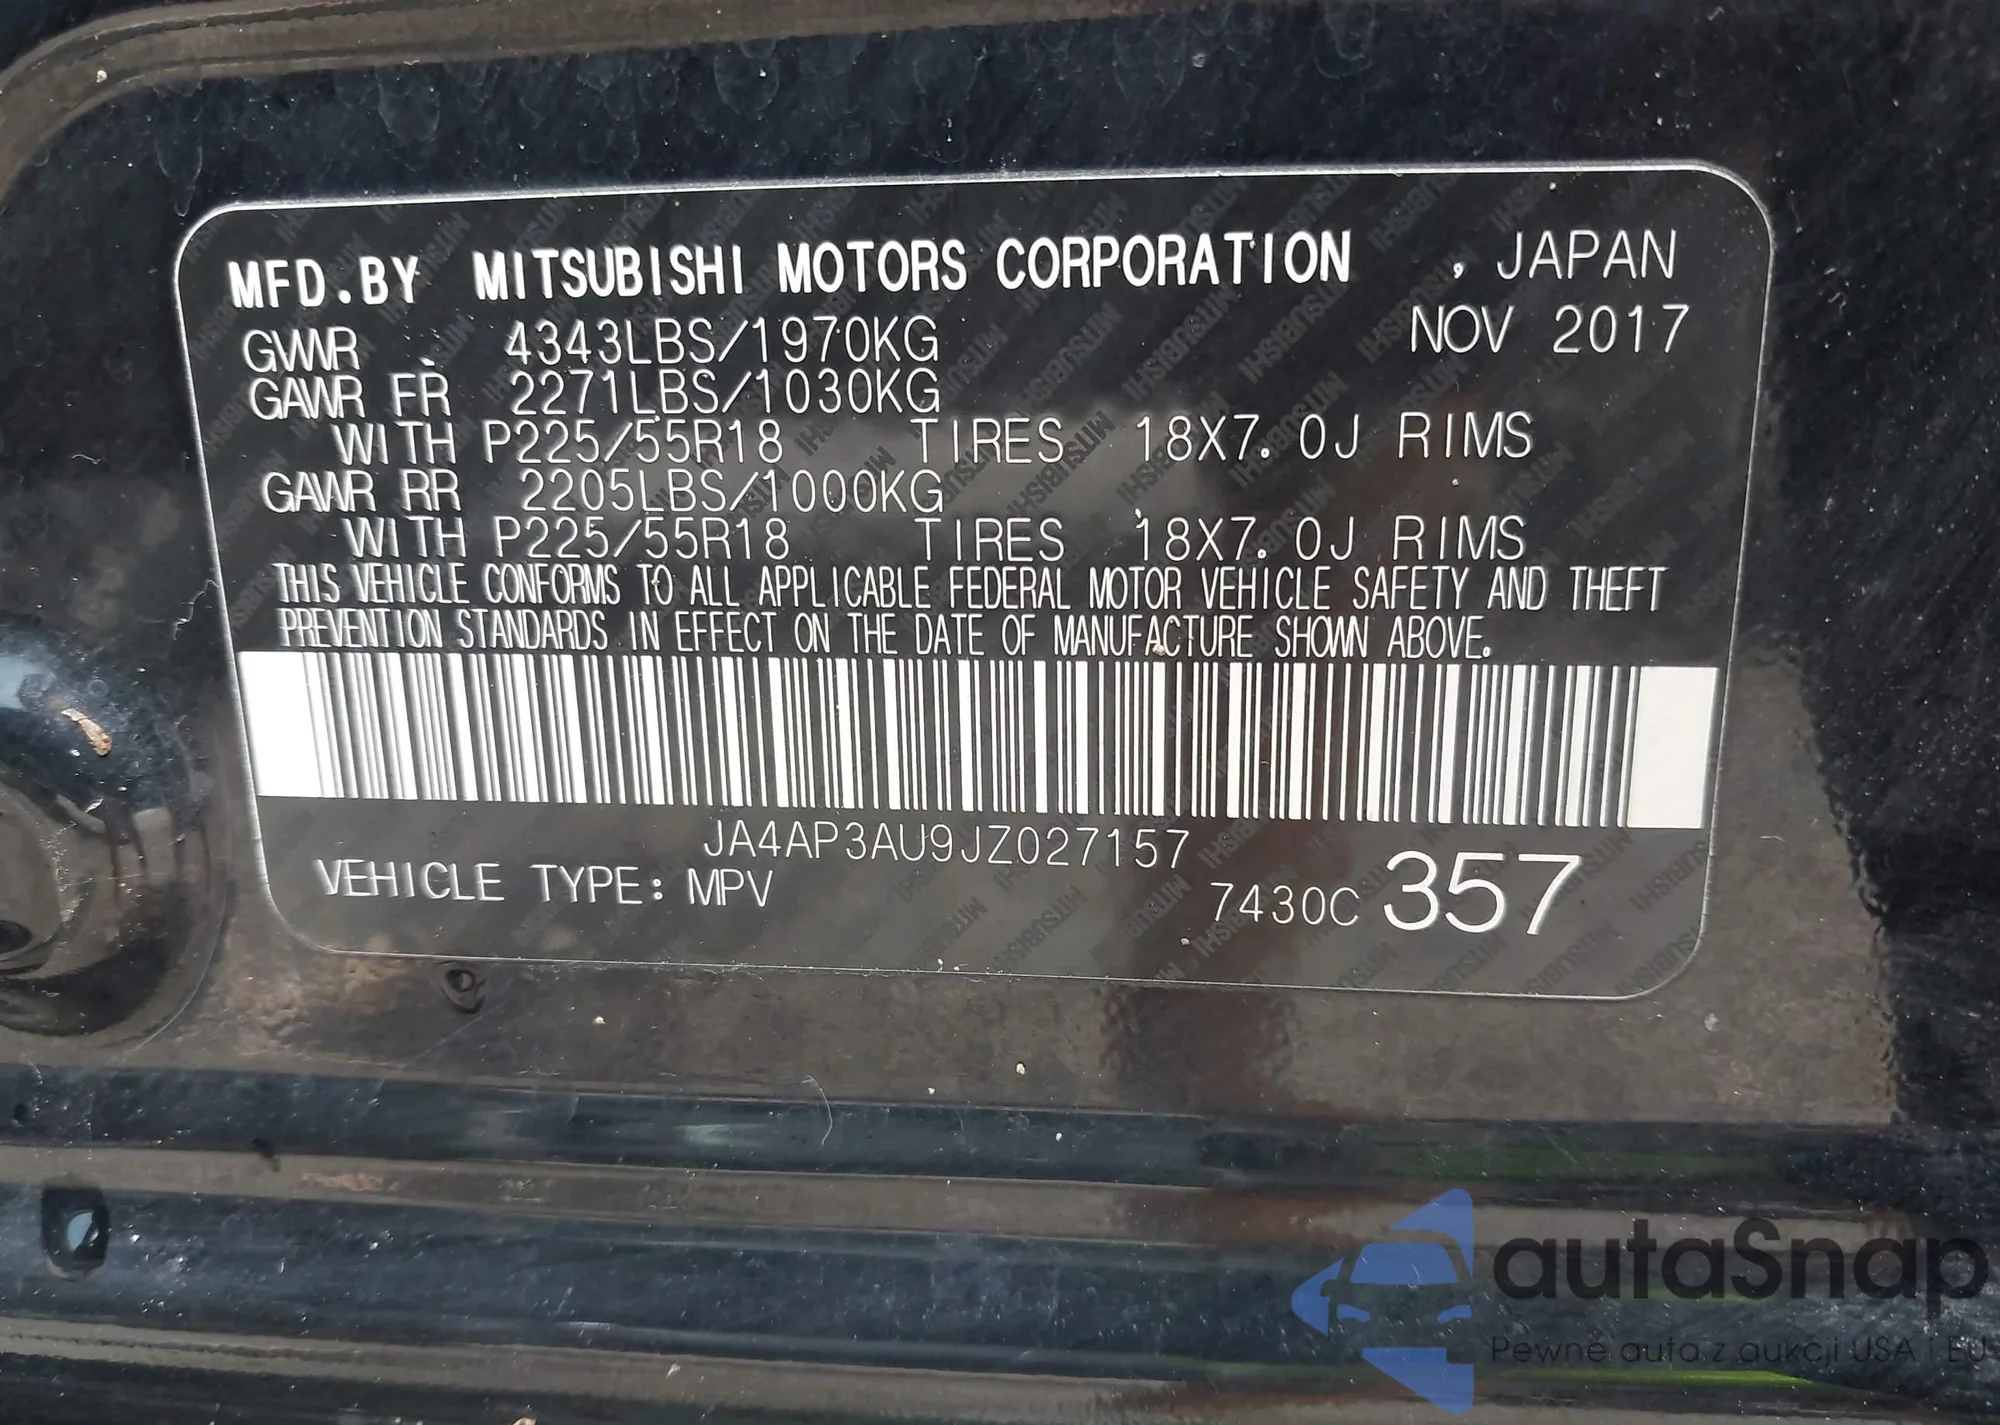 MFD.BY MITSUBISHI MOTORS CORPORATION , JAPAN
GVWR 4343LBS/1970KG NOV 2017
GAWR FR 2271LBS/1030KG
WITH P225/55R18 TIRES 18X7.0J RIMS
GAWR RR 2205LBS/1000KG
WITH P225/55R18 TIRES 18X7.0J RIMS
THIS VEHICLE CONFORMS TO ALL APPLICABLE FEDERAL MOTOR VEHICLE SAFETY AND THEFT
PREVENTION STANDARDS IN EFFECT ON THE DATE OF MANUFACTURE SHOWN ABOVE.
JA4AP3AU9JZ027157
VEHICLE TYPE: MPV 7430C 357
autaSnap
Pewne auta z aukcji USA i EU